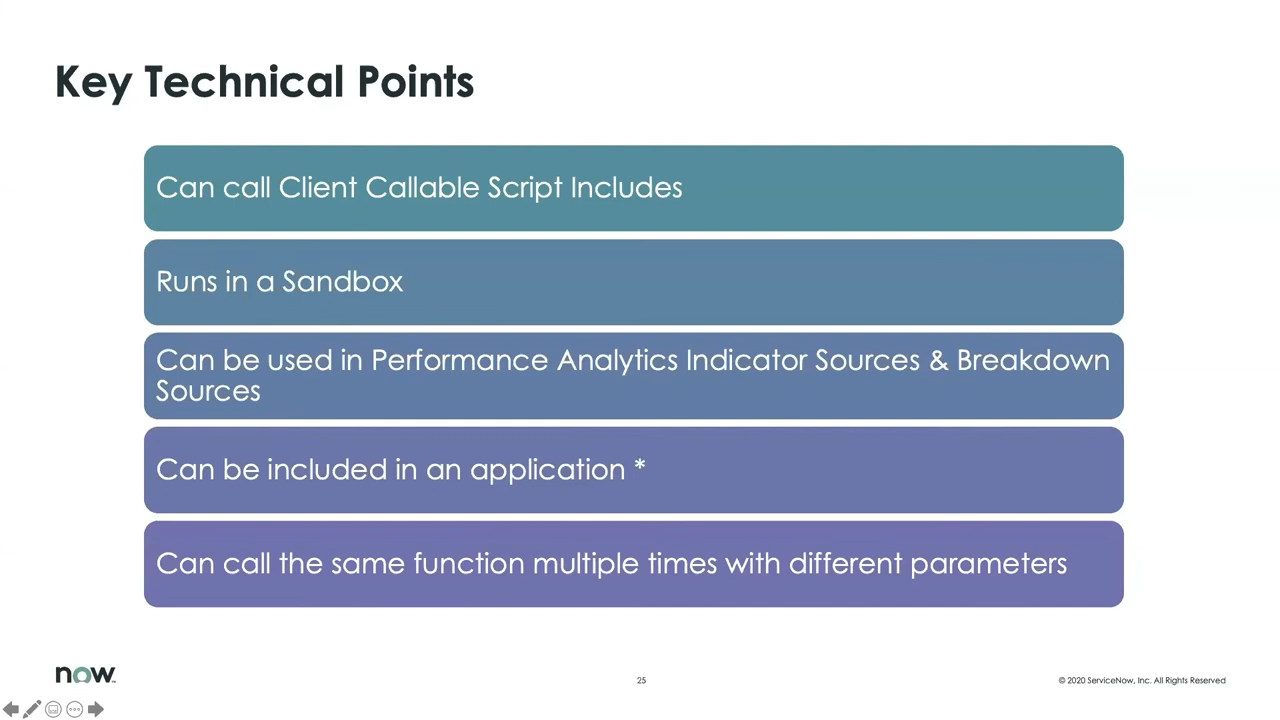 Key Technical Points
Can call Client Callable Script Includes
Runs in a Sandbox
Can be used in Performance Analytics Indicator Sources & Breakdown
Sources
Can be included in an application *
Can call the same function multiple times with different parameters
now
25
© 2020 ServiceNow, Inc. All Rights Reserved